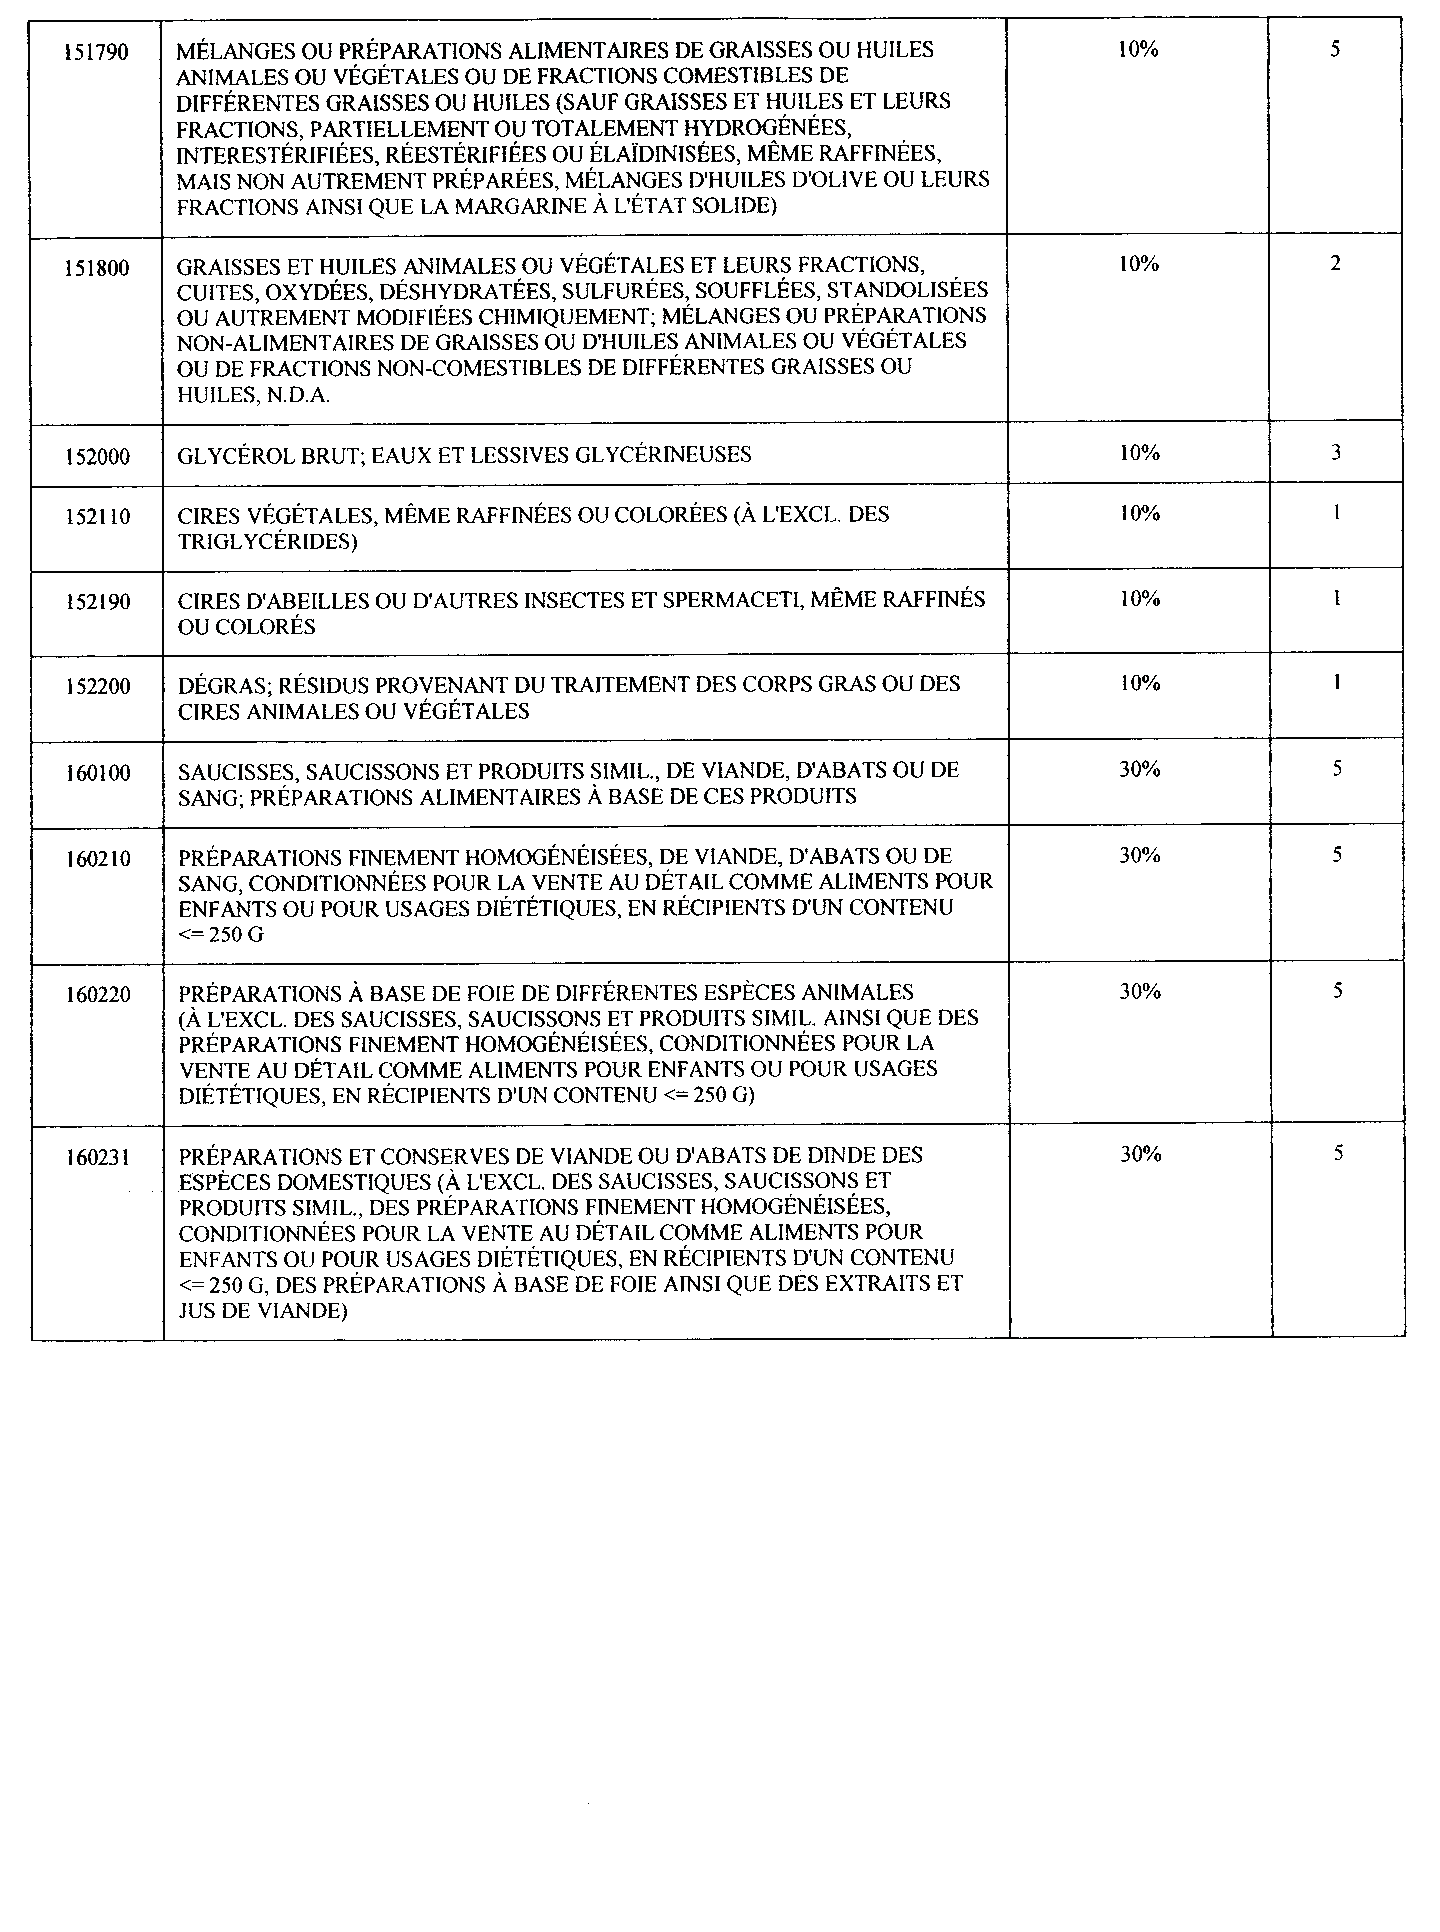 151790 MÉLANGES OU PRÉPARATIONS ALIMENTAIRES DE GRAISSES OU HUILES 10% 5
ANIMALES OU VÉGÉTALES OU DE FRACTIONS COMESTIBLES DE
DIFFÉRENTES GRAISSES OU HUILES (SAUF GRAISSES ET HUILES ET LEURS
FRACTIONS, PARTIELLEMENT OU TOTALEMENT HYDROGÉNÉES,
INTERESTÉRIFIÉES, RÉESTÉRIFIÉES OU ÉLAÏDINISÉES, MÊME RAFFINÉES,
MAIS NON AUTREMENT PRÉPARÉES, MÉLANGES D'HUILES D'OLIVE OU LEURS
FRACTIONS AINSI QUE LA MARGARINE À L'ÉTAT SOLIDE)
151800 GRAISSES ET HUILES ANIMALES OU VÉGÉTALES ET LEURS FRACTIONS, 10% 2
CUITES, OXYDÉES, DÉSHYDRATÉES, SULFURÉES, SOUFFLÉES, STANDOLISÉES
OU AUTREMENT MODIFIÉES CHIMIQUEMENT; MÉLANGES OU PRÉPARATIONS
NON-ALIMENTAIRES DE GRAISSES OU D'HUILES ANIMALES OU VÉGÉTALES
OU DE FRACTIONS NON-COMESTIBLES DE DIFFÉRENTES GRAISSES OU
HUILES, N.D.A.
152000 GLYCÉROL BRUT; EAUX ET LESSIVES GLYCÉRINEUSES 10% 3
152110 CIRES VÉGÉTALES, MÊME RAFFINÉES OU COLORÉES (À L'EXCL. DES 10% 1
TRIGLYCÉRIDES)
152190 CIRES D'ABEILLES OU D'AUTRES INSECTES ET SPERMACETI, MÊME RAFFINÉS 10% 1
OU COLORÉS
152200 DÉGRAS; RÉSIDUS PROVENANT DU TRAITEMENT DES CORPS GRAS OU DES 10% 1
CIRES ANIMALES OU VÉGÉTALES
160100 SAUCISSES, SAUCISSONS ET PRODUITS SIMIL., DE VIANDE, D'ABATS OU DE 30% 5
SANG; PRÉPARATIONS ALIMENTAIRES À BASE DE CES PRODUITS
160210 PRÉPARATIONS FINEMENT HOMOGÉNÉISÉES, DE VIANDE, D'ABATS OU DE 30% 5
SANG, CONDITIONNÉES POUR LA VENTE AU DÉTAIL COMME ALIMENTS POUR
ENFANTS OU POUR USAGES DIÉTÉTIQUES, EN RÉCIPIENTS D'UN CONTENU
<= 250 G
160220 PRÉPARATIONS À BASE DE FOIE DE DIFFÉRENTES ESPÈCES ANIMALES 30% 5
(À L'EXCL. DES SAUCISSES, SAUCISSONS ET PRODUITS SIMIL. AINSI QUE DES
PRÉPARATIONS FINEMENT HOMOGÉNÉISÉES, CONDITIONNÉES POUR LA
VENTE AU DÉTAIL COMME ALIMENTS POUR ENFANTS OU POUR USAGES
DIÉTÉTIQUES, EN RÉCIPIENTS D'UN CONTENU <= 250 G)
160231 PRÉPARATIONS ET CONSERVES DE VIANDE OU D'ABATS DE DINDE DES 30% 5
ESPÈCES DOMESTIQUES (À L'EXCL. DES SAUCISSES, SAUCISSONS ET
PRODUITS SIMIL., DES PRÉPARATIONS FINEMENT HOMOGÉNÉISÉES,
CONDITIONNÉES POUR LA VENTE AU DÉTAIL COMME ALIMENTS POUR
ENFANTS OU POUR USAGES DIÉTÉTIQUES, EN RÉCIPIENTS D'UN CONTENU
<= 250 G, DES PRÉPARATIONS À BASE DE FOIE AINSI QUE DES EXTRAITS ET
JUS DE VIANDE)